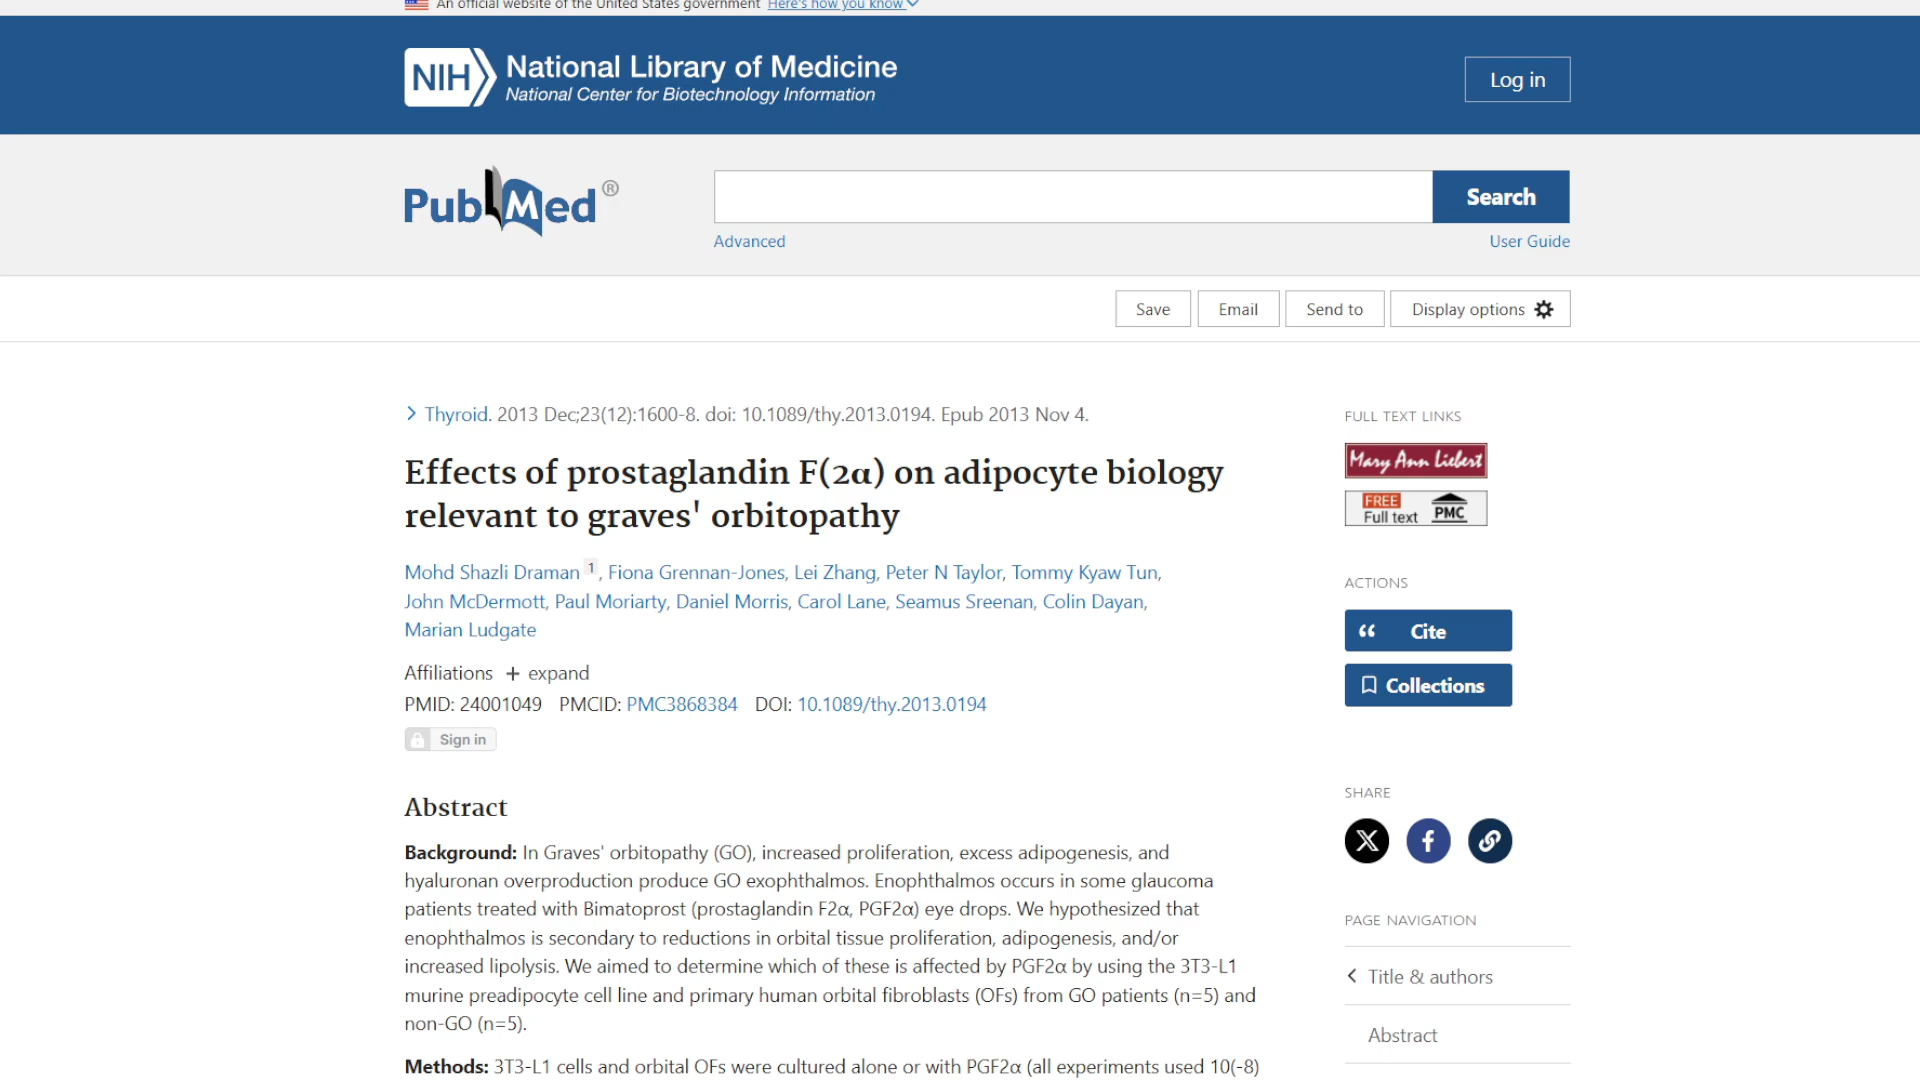 An official website of the United States government Here's how you know
NIH National Library of Medicine
National Center for Biotechnology Information
Log in
PubMed®
Search
Advanced
User Guide
Save
Email
Send to
Display options
Thyroid. 2013 Dec;23(12):1600-8. doi: 10.1089/thy.2013.0194. Epub 2013 Nov 4.
Effects of prostaglandin F(2α) on adipocyte biology
relevant to graves' orbitopathy
Mohd Shazli Draman 1, Fiona Grennan-Jones, Lei Zhang, Peter N Taylor, Tommy Kyaw Tun,
John McDermott, Paul Moriarty, Daniel Morris, Carol Lane, Seamus Sreenan, Colin Dayan,
Marian Ludgate
Affiliations + expand
PMID: 24001049 PMCID: PMC3868384 DOI: 10.1089/thy.2013.0194
Sign in
Abstract
Background: In Graves' orbitopathy (GO), increased proliferation, excess adipogenesis, and
hyaluronan overproduction produce GO exophthalmos. Enophthalmos occurs in some glaucoma
patients treated with Bimatoprost (prostaglandin F2α, PGF2α) eye drops. We hypothesized that
enophthalmos is secondary to reductions in orbital tissue proliferation, adipogenesis, and/or
increased lipolysis. We aimed to determine which of these is affected by PGF2α by using the 3T3-L1
murine preadipocyte cell line and primary human orbital fibroblasts (OFs) from GO patients (n=5) and
non-GO (n=5).
Methods: 3T3-L1 cells and orbital OFs were cultured alone or with PGF2α (all experiments used 10(-8)
FULL TEXT LINKS
Mary Ann Liebert
FREE
Full text PMC
ACTIONS
Cite
Collections
SHARE
PAGE NAVIGATION
Title & authors
Abstract